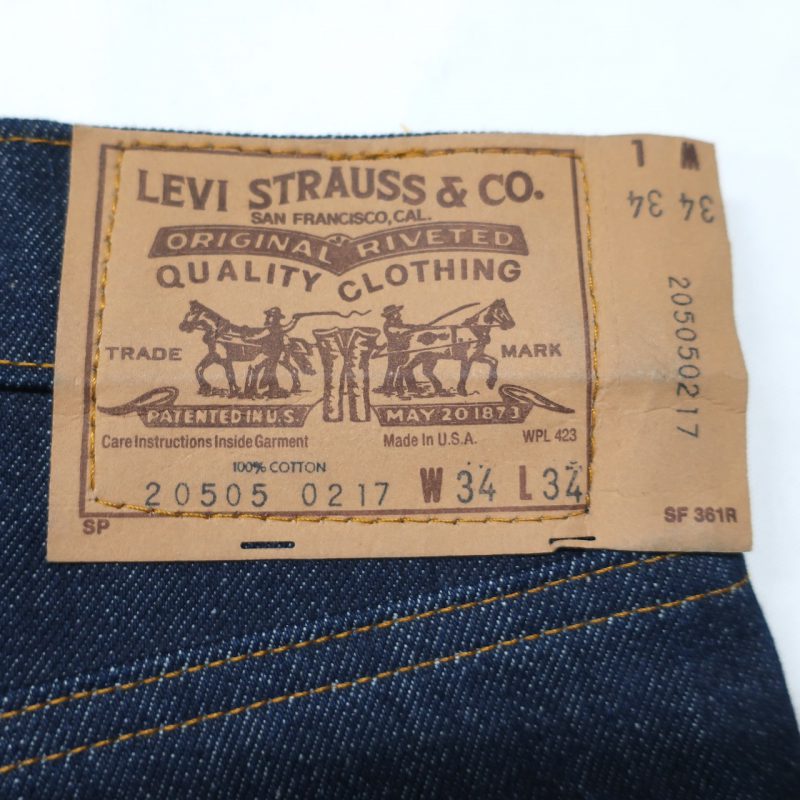 LEVI STRAUSS & CO.
SAN FRANCISCO, CAL.
ORIGINAL RIVETED
QUALITY CLOTHING
TRADE MARK
PATENTED IN U.S. MAY 20 1873
Care Instructions Inside Garment Made in U.S.A. WPL 423
100% COTTON
20505 0217 W 34 L 34
SP
SF 361R
W L
34 34
205050217